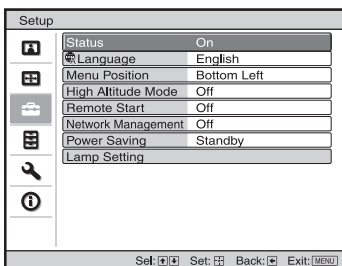 Setup
Status On
Language English
Menu Position Bottom Left
High Altitude Mode Off
Remote Start Off
Network Management Off
Power Saving Standby
Lamp Setting
Sel: Set: Back: Exit: MENU